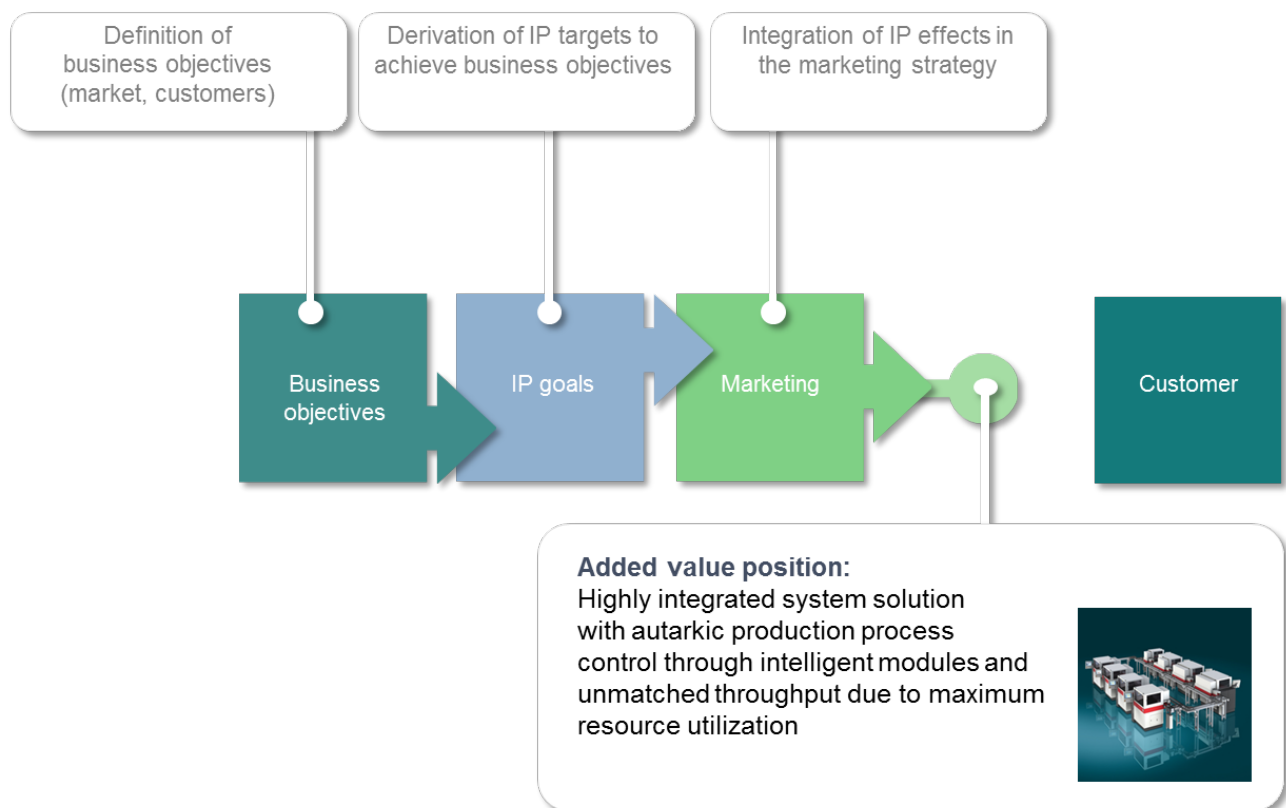 Definition of
business objectives
(market, customers)
Derivation of IP targets to
achieve business objectives
Integration of IP effects in
the marketing strategy
Business
objectives
IP goals
Marketing
Customer
Added value position:
Highly integrated system solution
with autarkic production process
control through intelligent modules and
unmatched throughput due to maximum
resource utilization